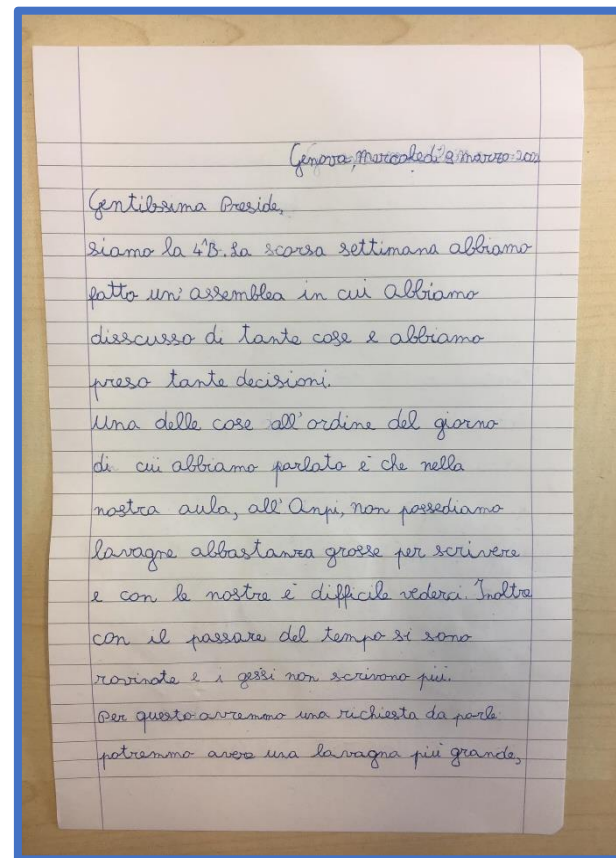 Genova, Mercoledì 9 marzo 2022
Gentilissima Preside,
siamo la 4^B. La scorsa settimana abbiamo
fatto un' assemblea in cui abbiamo
disscusso di tante cose e abbiamo
preso tante decisioni.
Una delle cose all'ordine del giorno
di cui abbiamo parlato è che nella
nostra aula, all' Anpi, non possediamo
lavagne abbastanza grosse per scrivere
e con le nostre è difficile vederci. Inoltre
con il passare del tempo si sono
rovinate e i gessi non scrivono più.
Per questo avremmo una richiesta da parle:
potremmo avere una lavagna più grande,